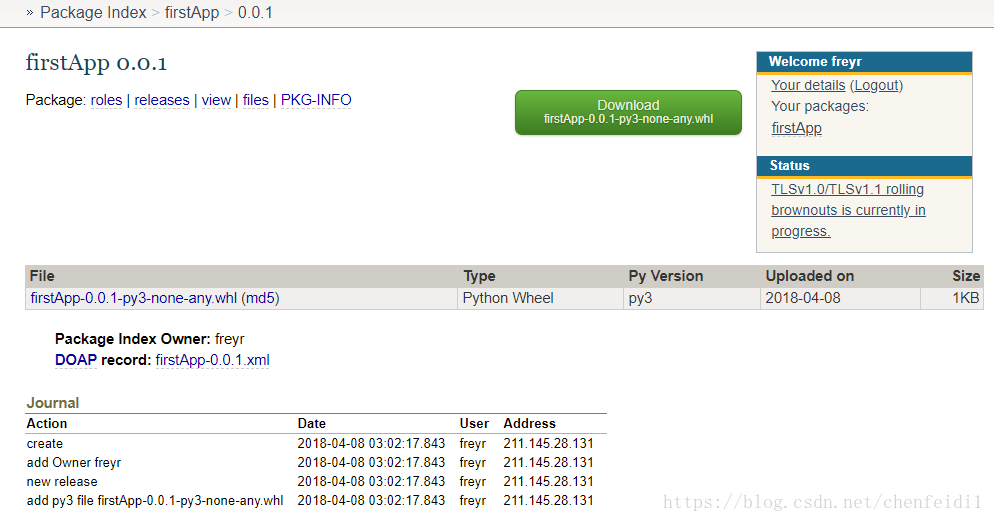 » Package Index > firstApp > 0.0.1
firstApp 0.0.1
Package: roles | releases | view | files | PKG-INFO
Download
firstApp-0.0.1-py3-none-any.whl
Welcome freyr
Your details (Logout)
Your packages:
firstApp
Status
TLSv1.0/TLSv1.1 rolling
brownouts is currently in
progress.
File Type Py Version Uploaded on Size
firstApp-0.0.1-py3-none-any.whl (md5) Python Wheel py3 2018-04-08 1KB
Package Index Owner: freyr
DOAP record: firstApp-0.0.1.xml
Journal
Action Date User Address
create 2018-04-08 03:02:17.843 freyr 211.145.28.131
add Owner freyr 2018-04-08 03:02:17.843 freyr 211.145.28.131
new release 2018-04-08 03:02:17.843 freyr 211.145.28.131
add py3 file firstApp-0.0.1-py3-none-any.whl 2018-04-08 03:02:17.843 freyr 211.145.28.131
https://blog.csdn.net/chenfeidi1